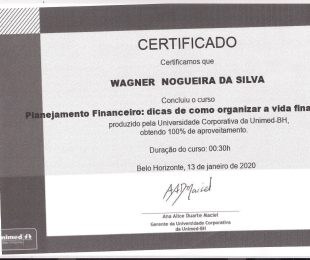 CERTIFICADO
Certificamos que
WAGNER NOGUEIRA DA SILVA
Concluiu o curso
Planejamento Financeiro: dicas de como organizar a vida fina
produzido pela Universidade Corporativa da Unimed-BH,
obtendo 100% de aproveitamento.
Duração do curso: 00:30h
Belo Horizonte, 13 de janeiro de 2020
AADMaciel
Ana Alice Duarte Maciel
Gerente da Universidade Corporativa
da Unimed-BH
Unimed